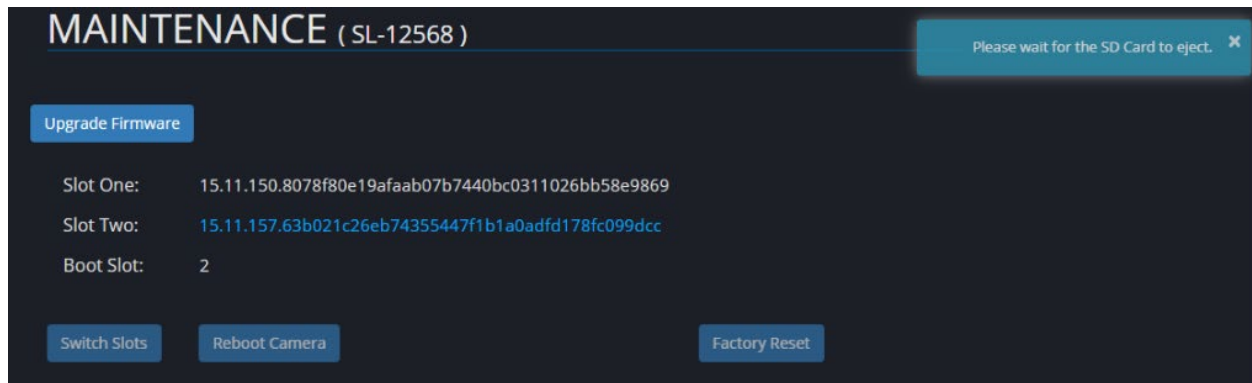 MAINTENANCE ( SL-12568 )
Please wait for the SD Card to eject. ×
Upgrade Firmware
Slot One: 15.11.150.8078f80e19afaab07b7440bc0311026bb58e9869
Slot Two: 15.11.157.63b021c26eb74355447f1b1a0adfd178fc099dcc
Boot Slot: 2
Switch Slots Reboot Camera Factory Reset